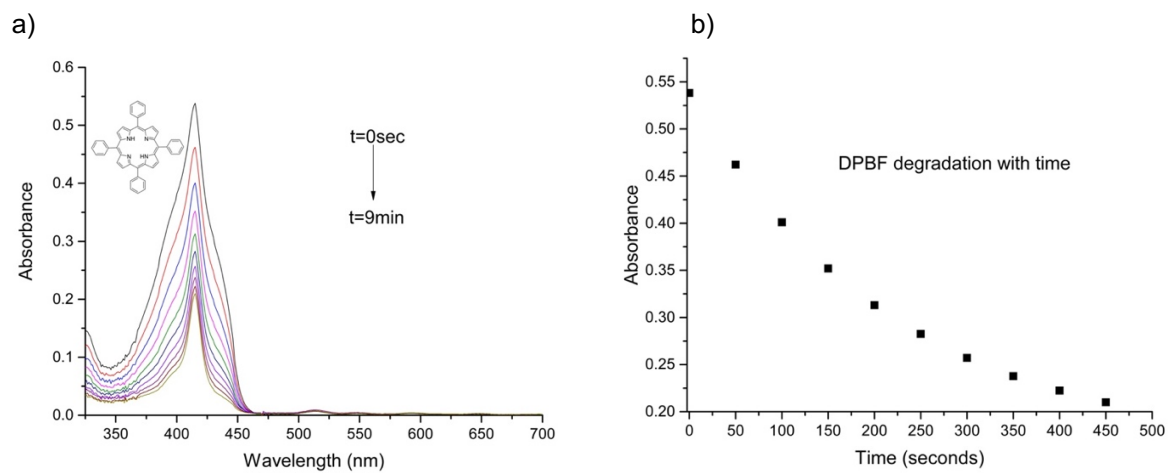 a)
0.6
0.5
0.4
0.3
0.2
0.1
0.0
Absorbance
350 400 450 500 550 600 650 700
Wavelength (nm)
NH N
N HN
t=0sec
t=9min
b)
0.55
0.50
0.45
0.40
0.35
0.30
0.25
0.20
Absorbance
0 50 100 150 200 250 300 350 400 450 500
Time (seconds)
DPBF degradation with time